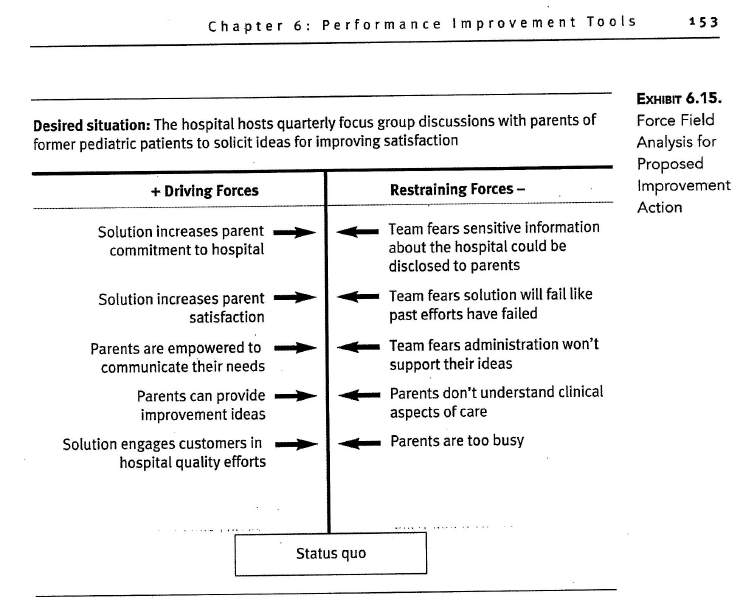 Chapter 6: Performance Improvement Tools 153
EXHIBIT 6.15.
Force Field
Analysis for
Proposed
Improvement
Action
Desired situation: The hospital hosts quarterly focus group discussions with parents of
former pediatric patients to solicit ideas for improving satisfaction
+ Driving Forces
Restraining Forces –
Solution increases parent
commitment to hospital
Team fears sensitive information
about the hospital could be
disclosed to parents
Solution increases parent
satisfaction
Team fears solution will fail like
past efforts have failed
Parents are empowered to
communicate their needs
Team fears administration won't
support their ideas
Parents can provide
improvement ideas
Parents don't understand clinical
aspects of care
Solution engages customers in
hospital quality efforts
Parents are too busy
Status quo